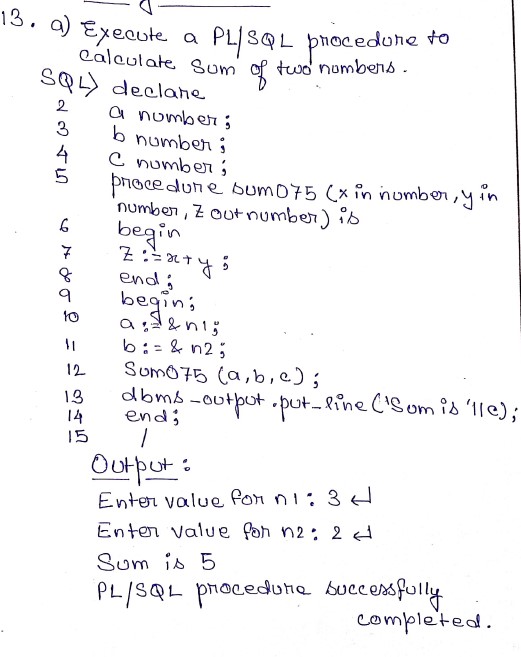 13. a) Execute a PL/SQL procedure to
calculate Sum of two numbers.
SQL> declare
2 a number;
3 b number;
4 c number;
5 procedure sum075 (x in number, y in
number, z out number) is
6 begin
7 z := x + y;
8 end;
9 begin;
10 a := & n1;
11 b := & n2;
12 Sum075 (a, b, c);
13 dbms_output.put_line ('Sum is '||c);
14 end;
15 /
Output:
Enter value for n1: 3 ↵
Enter value for n2: 2 ↵
Sum is 5
PL/SQL procedure successfully
completed.